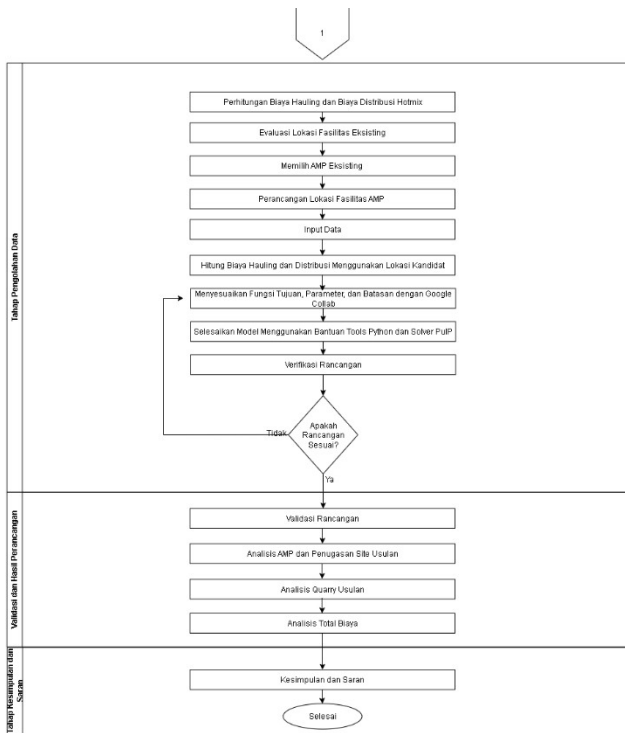 1
Tahap Pengolahan Data
Perhitungan Biaya Hauling dan Biaya Distribusi Hotmix
Evaluasi Lokasi Fasilitas Eksisting
Memilih AMP Eksisting
Perancangan Lokasi Fasilitas AMP
Input Data
Hitung Biaya Hauling dan Distribusi Menggunakan Lokasi Kandidat
Menyesuaikan Fungsi Tujuan, Parameter, dan Batasan dengan Google
Collab
Selesaikan Model Menggunakan Bantuan Tools Python dan Solver PulP
Verifikasi Rancangan
Apakah
Rancangan
Sesuai?
Tidak
Ya
Validasi dan Hasil Perancangan
Validasi Rancangan
Analisis AMP dan Penugasan Site Usulan
Analisis Quarry Usulan
Analisis Total Biaya
Tahap Kesimpulan dan
Saran
Kesimpulan dan Saran
Selesai